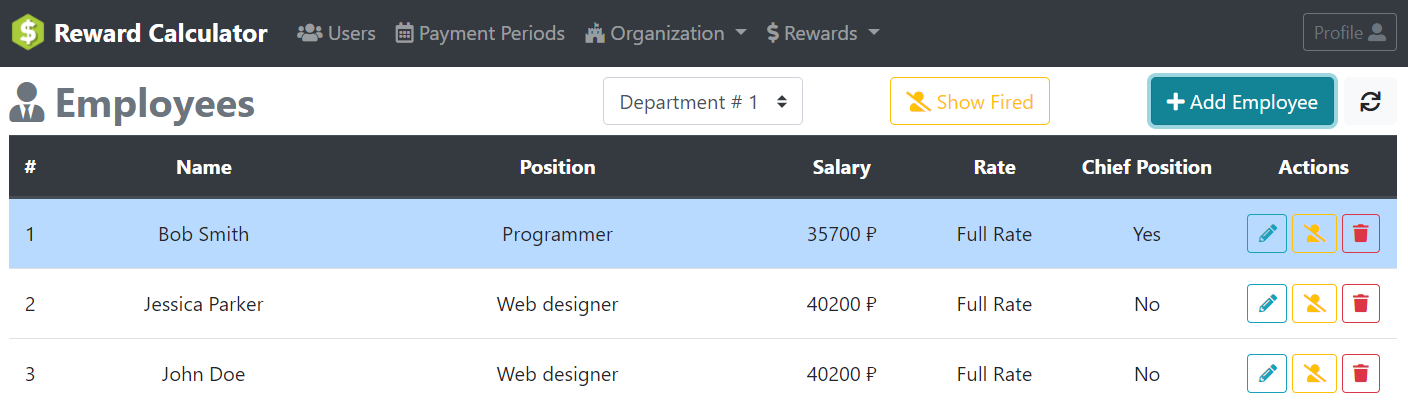 Reward Calculator Users Payment Periods Organization Rewards Profile
Employees Department # 1 Show Fired Add Employee
# Name Position Salary Rate Chief Position Actions
1 Bob Smith Programmer 35700 ₽ Full Rate Yes
2 Jessica Parker Web designer 40200 ₽ Full Rate No
3 John Doe Web designer 40200 ₽ Full Rate No